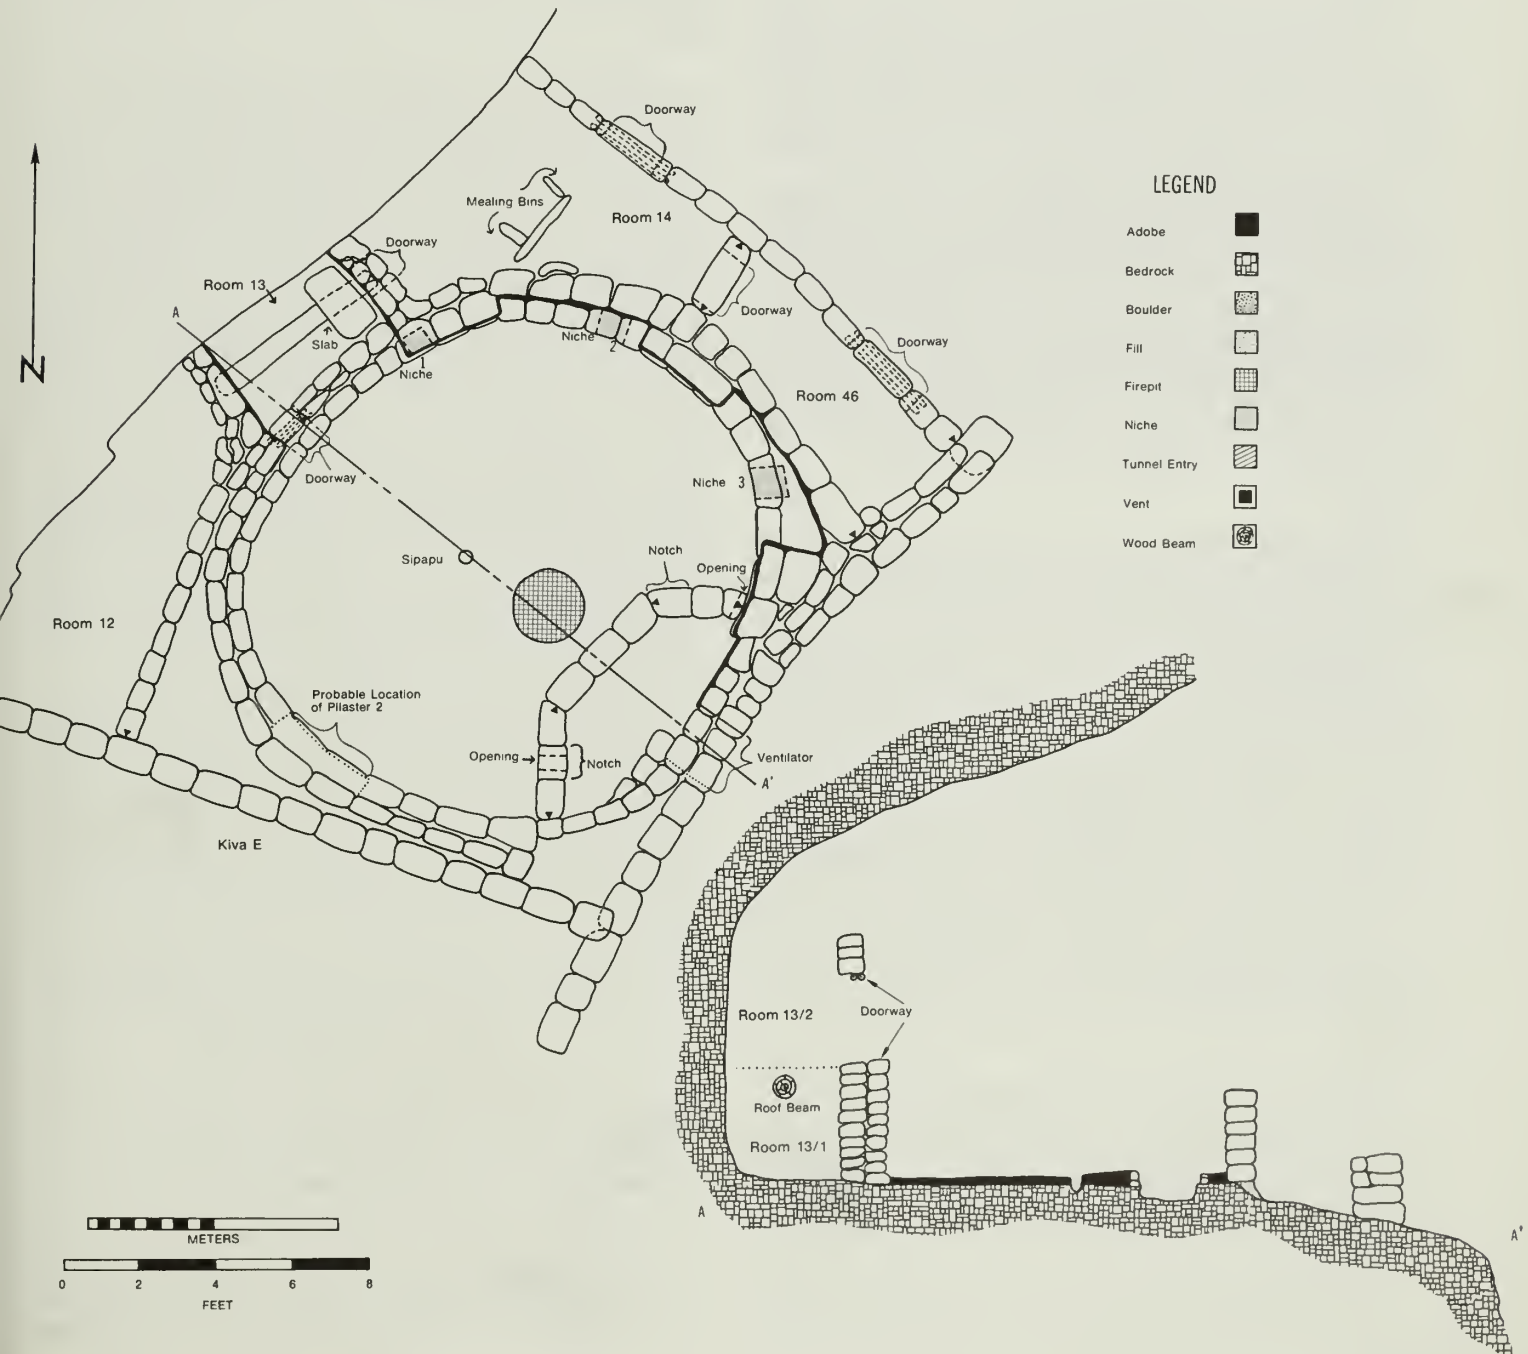 Doorway
Mealing Bins
Room 14
Doorway
Room 13
A
Slab
Niche
1
Niche
2
Doorway
Doorway
Room 46
Doorway
Niche 3
Sipapu
Notch
Opening
Room 12
Probable Location
of Pilaster 2
Opening
Notch
Ventilator
A'
Kiva E
N
LEGEND
Adobe
Bedrock
Boulder
Fill
Firepit
Niche
Tunnel Entry
Vent
Wood Beam
Room 13/2
Doorway
Roof Beam
Room 13/1
A
A'
METERS
0 2 4 6 8
FEET